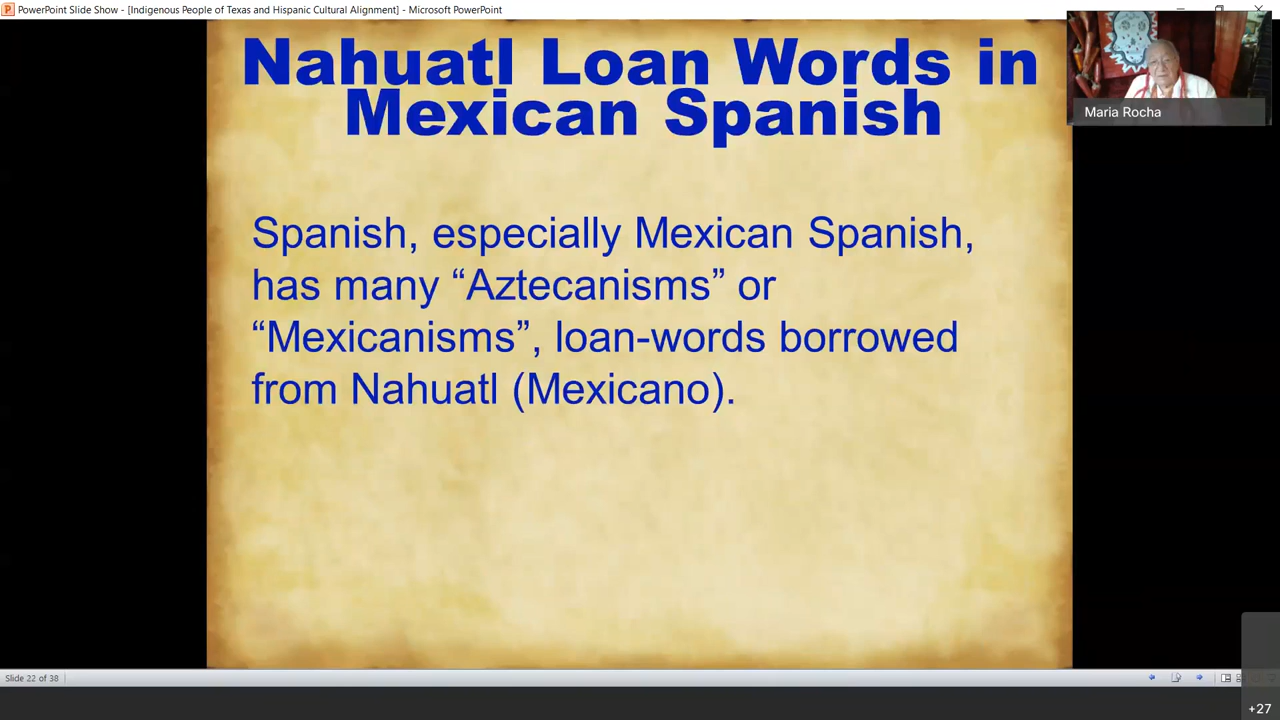 PowerPoint Slide Show - [Indigenous People of Texas and Hispanic Cultural Alignment] - Microsoft PowerPoint
Nahuatl Loan Words in
Mexican Spanish
Maria Rocha
Spanish, especially Mexican Spanish,
has many “Aztecanisms” or
“Mexicanisms”, loan-words borrowed
from Nahuatl (Mexicano).
Slide 22 of 38
+27